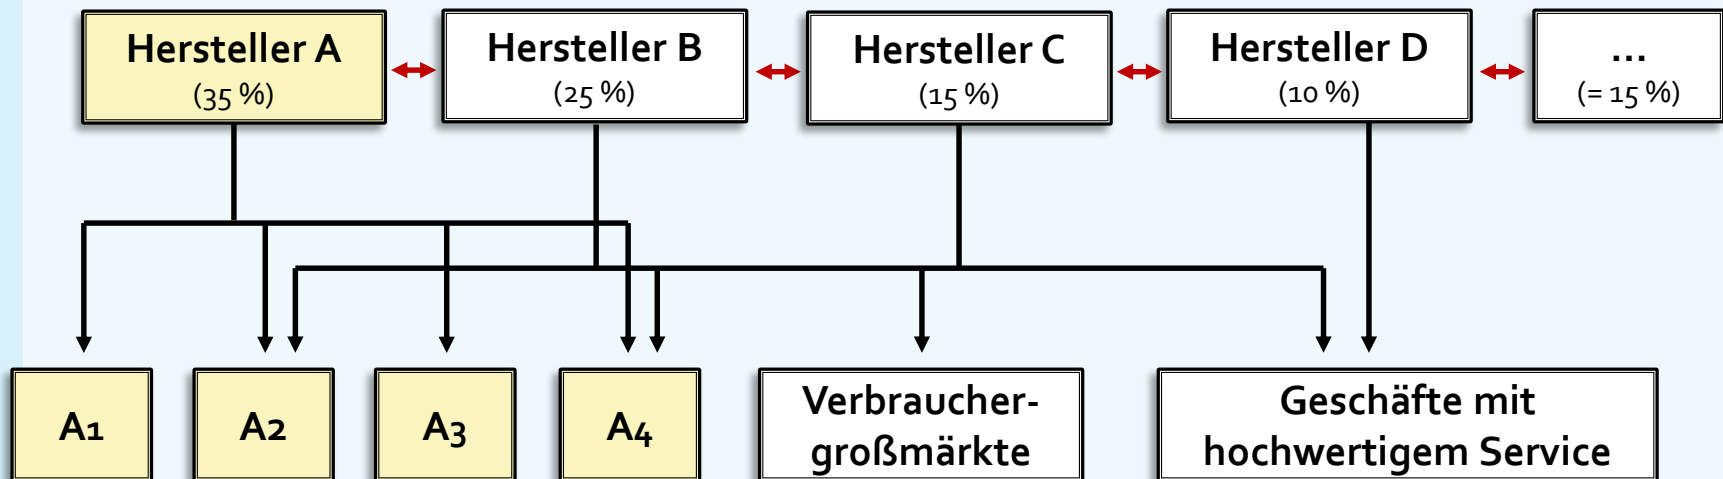 Hersteller A
(35 %)
Hersteller B
(25 %)
Hersteller C
(15 %)
Hersteller D
(10 %)
...
(= 15 %)
A1
A2
A3
A4
Verbraucher-
großmärkte
Geschäfte mit
hochwertigem Service